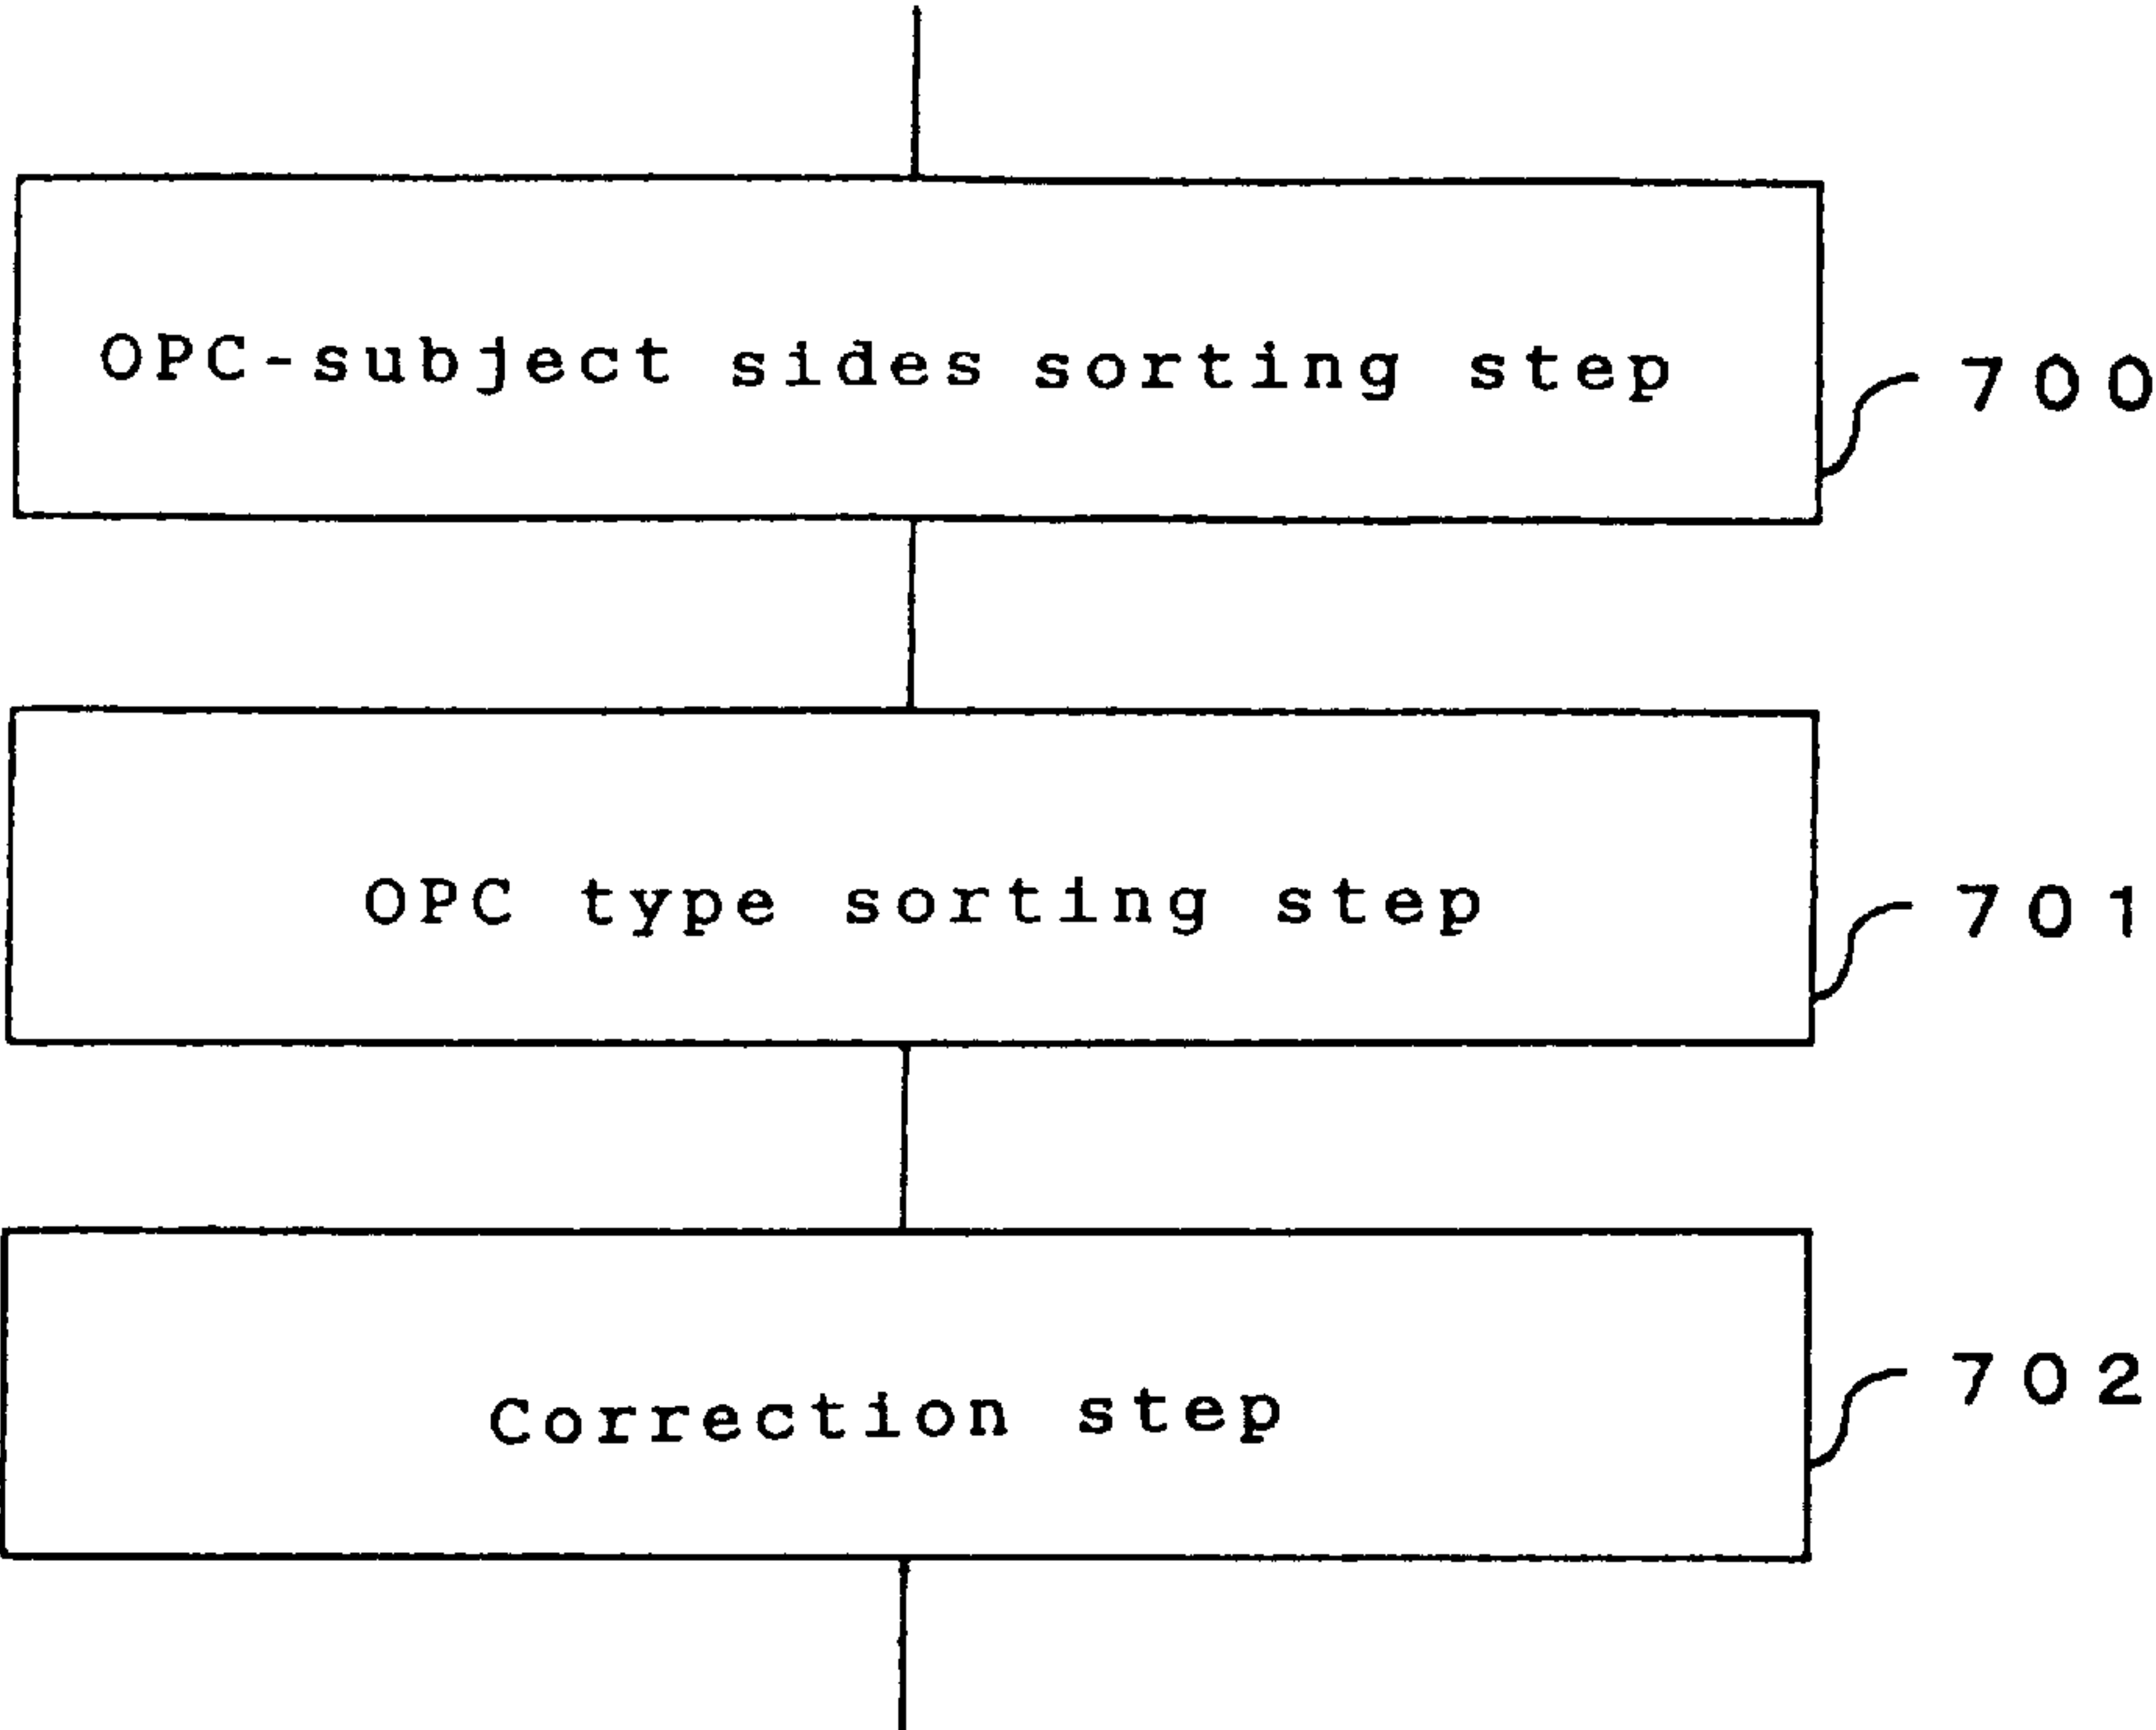 OPC-subject sides sorting step
700
OPC type sorting step
701
Correction step
702